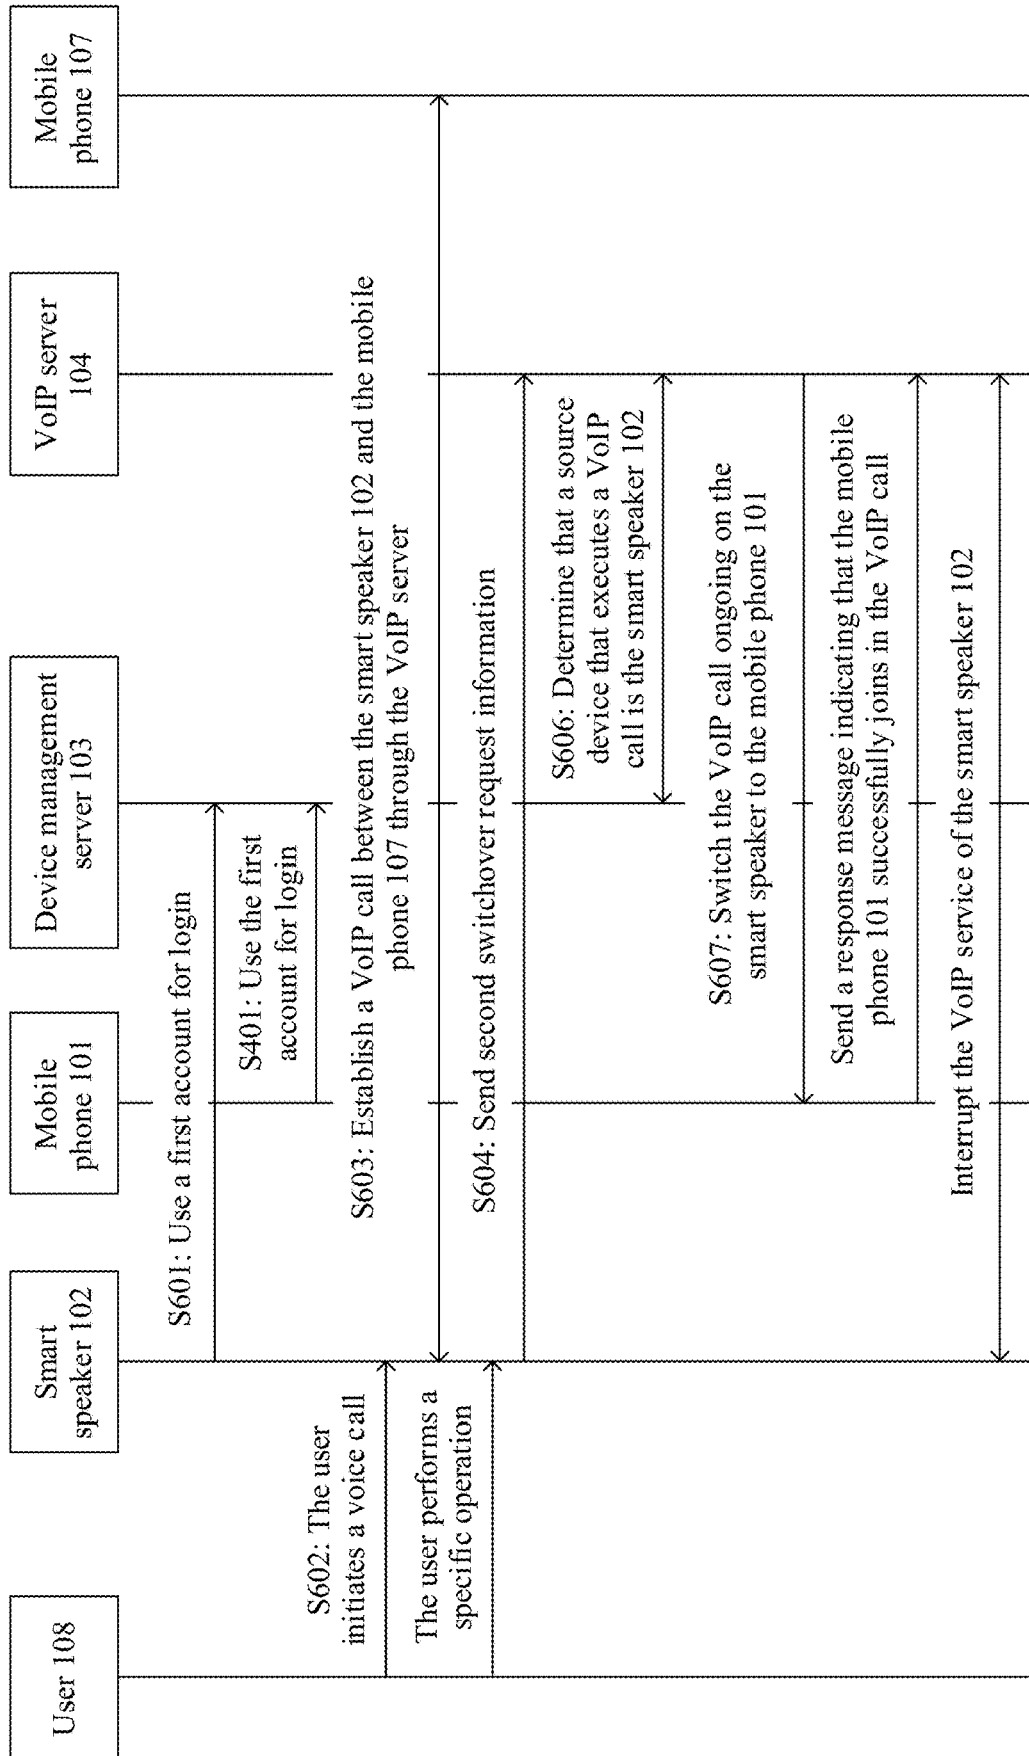 User 108
Smart
speaker 102
Mobile
phone 101
Device management
server 103
VoIP server
104
Mobile
phone 107
S601: Use a first account for login
S401: Use the first
account for login
S602: The user
initiates a voice call
S603: Establish a VoIP call between the smart speaker 102 and the mobile
phone 107 through the VoIP server
The user performs a
specific operation
S604: Send second switchover request information
S606: Determine that a source
device that executes a VoIP
call is the smart speaker 102
S607: Switch the VoIP call ongoing on the
smart speaker to the mobile phone 101
Send a response message indicating that the mobile
phone 101 successfully joins in the VoIP call
Interrupt the VoIP service of the smart speaker 102